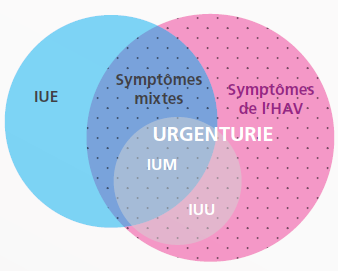 IUE
Symptômes
mixtes
Symptômes
de l'HAV
URGENTURIE
IUM
IUU